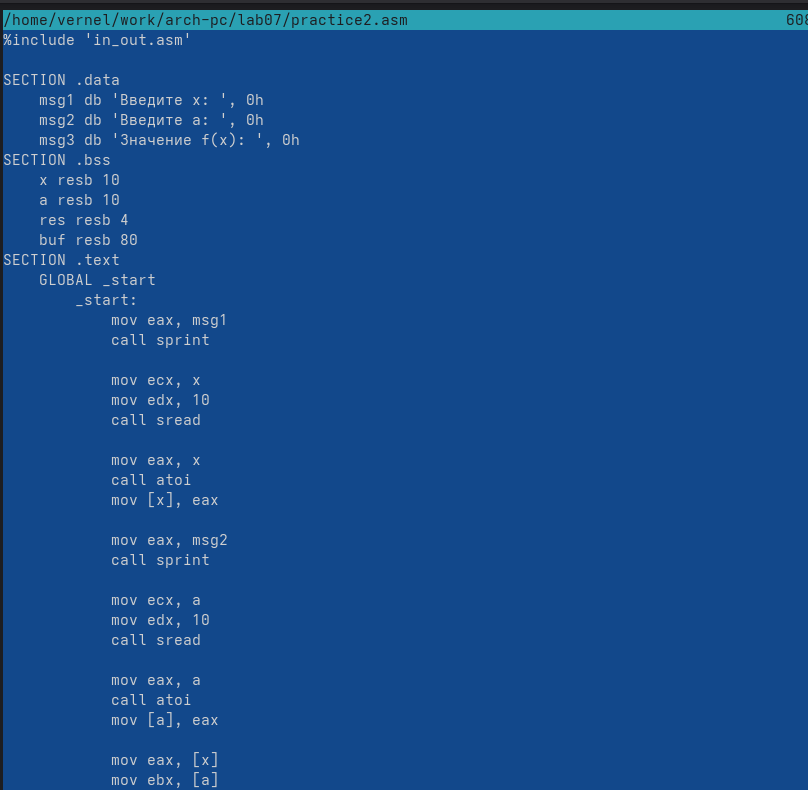 /home/vernel/work/arch-pc/lab07/practice2.asm 608
%include 'in_out.asm'
SECTION .data
msg1 db 'Введите x: ', 0h
msg2 db 'Введите a: ', 0h
msg3 db 'Значение f(x): ', 0h
SECTION .bss
x resb 10
a resb 10
res resb 4
buf resb 80
SECTION .text
GLOBAL _start
_start:
mov eax, msg1
call sprint
mov ecx, x
mov edx, 10
call sread
mov eax, x
call atoi
mov [x], eax
mov eax, msg2
call sprint
mov ecx, a
mov edx, 10
call sread
mov eax, a
call atoi
mov [a], eax
mov eax, [x]
mov ebx, [a]